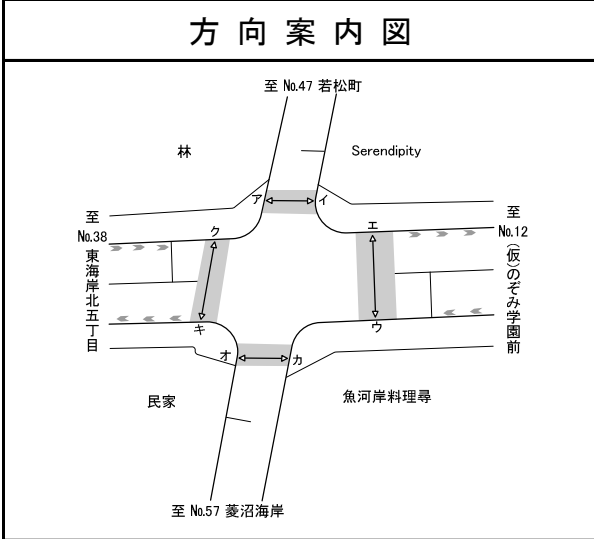 方向案内図
至 No.47 若松町
林
Serendipity
ア
イ
至 No.38 東海岸北五丁目
ク
エ
至 No.12 (仮)のぞみ学園前
キ
ウ
オ
カ
民家
魚河岸料理尋
至 No.57 菱沼海岸